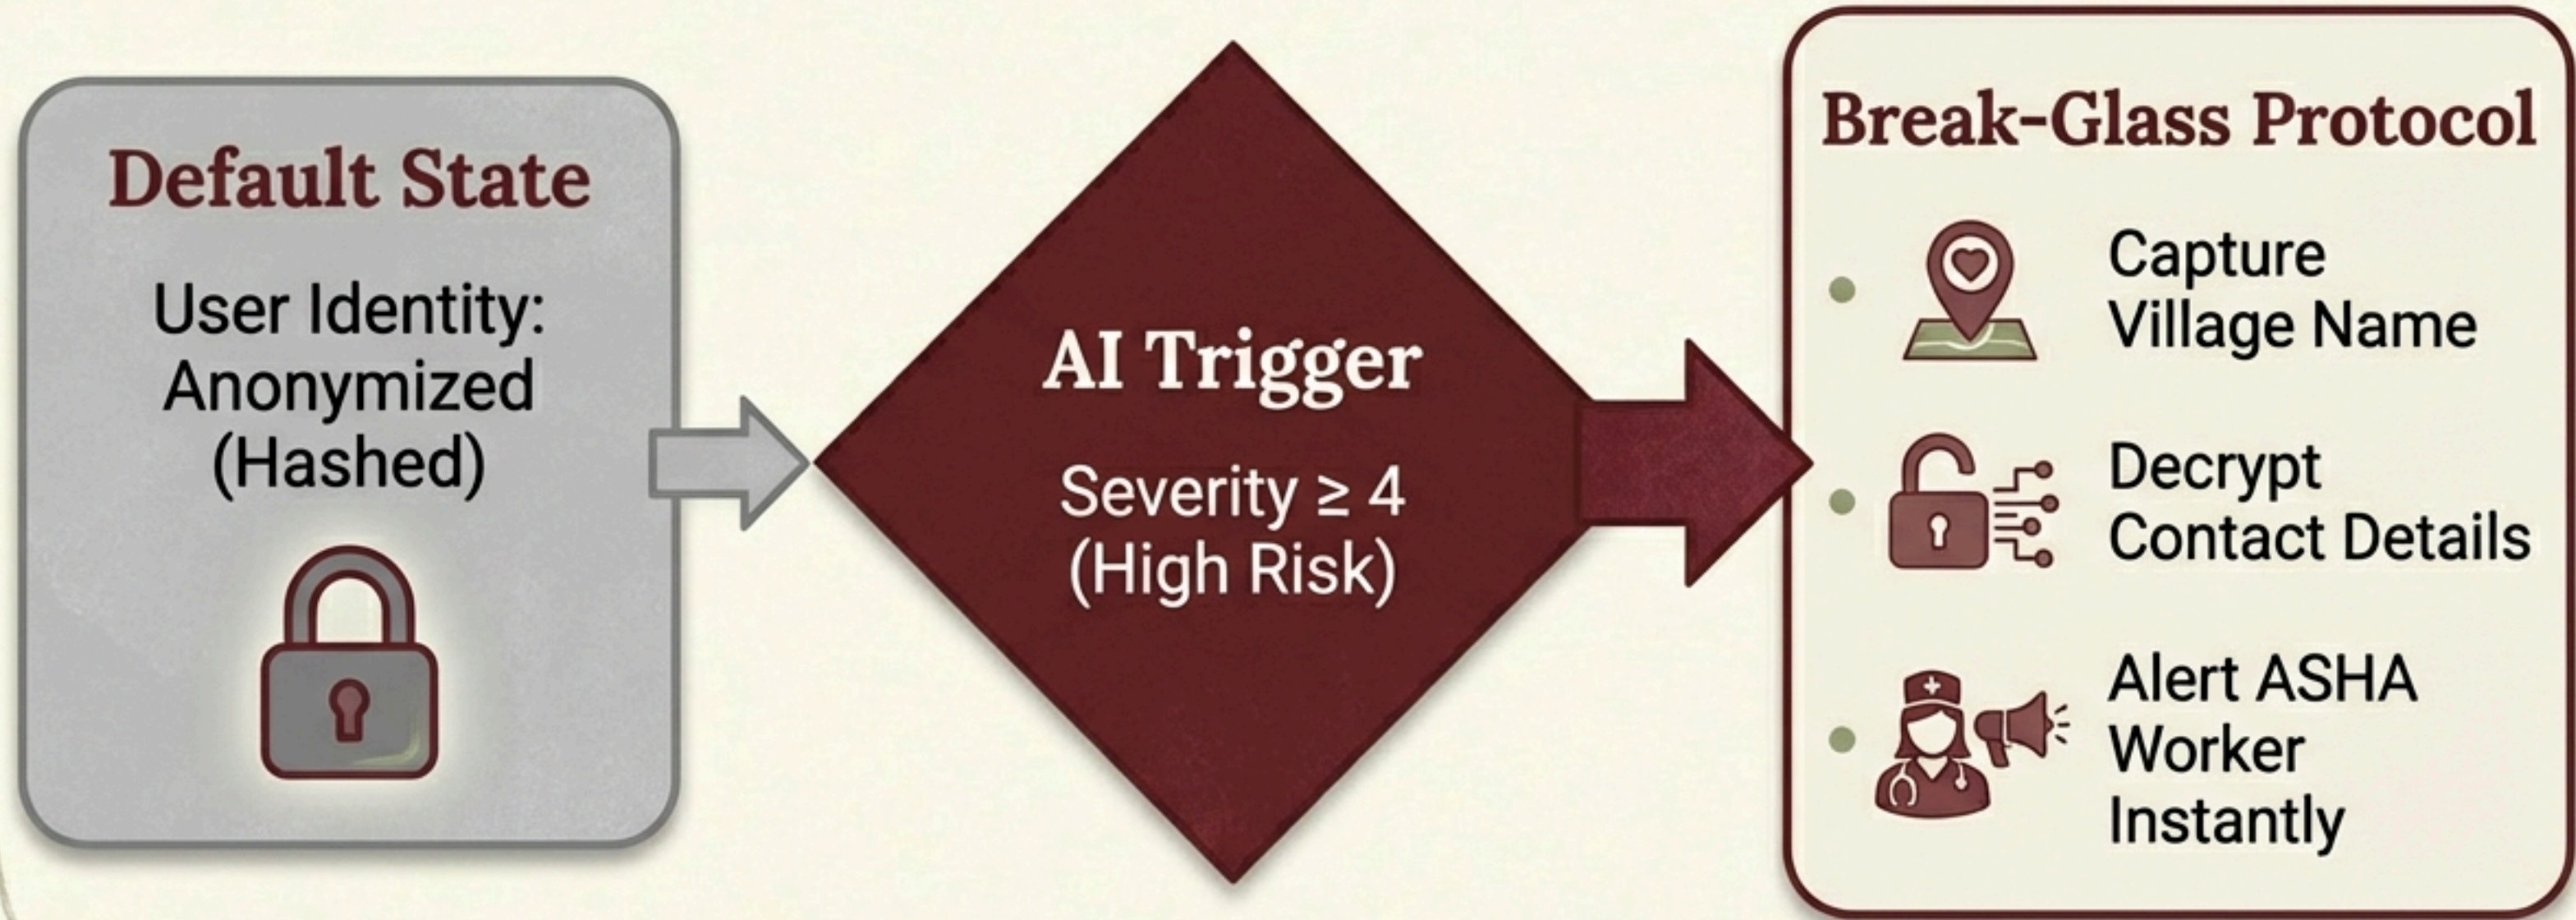 Default State
User Identity:
Anonymized
(Hashed)
AI Trigger
Severity ≥ 4
(High Risk)
Break-Glass Protocol
Capture
Village Name
Decrypt
Contact Details
Alert ASHA
Worker
Instantly